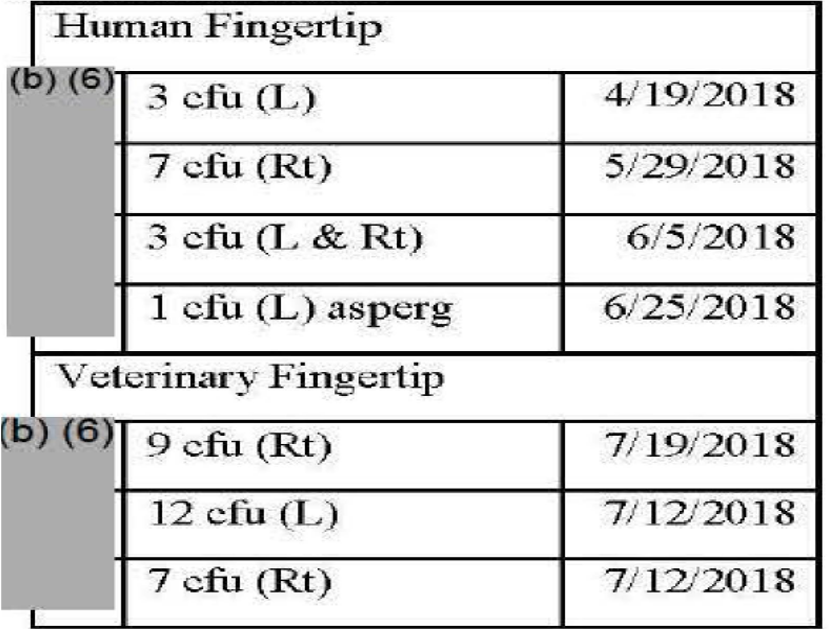 Human Fingertip
(b) (6) 3 cfu (L) 4/19/2018
7 cfu (Rt) 5/29/2018
3 cfu (L & Rt) 6/5/2018
1 cfu (L) asperg 6/25/2018
Veterinary Fingertip
(b) (6) 9 cfu (Rt) 7/19/2018
12 cfu (L) 7/12/2018
7 cfu (Rt) 7/12/2018